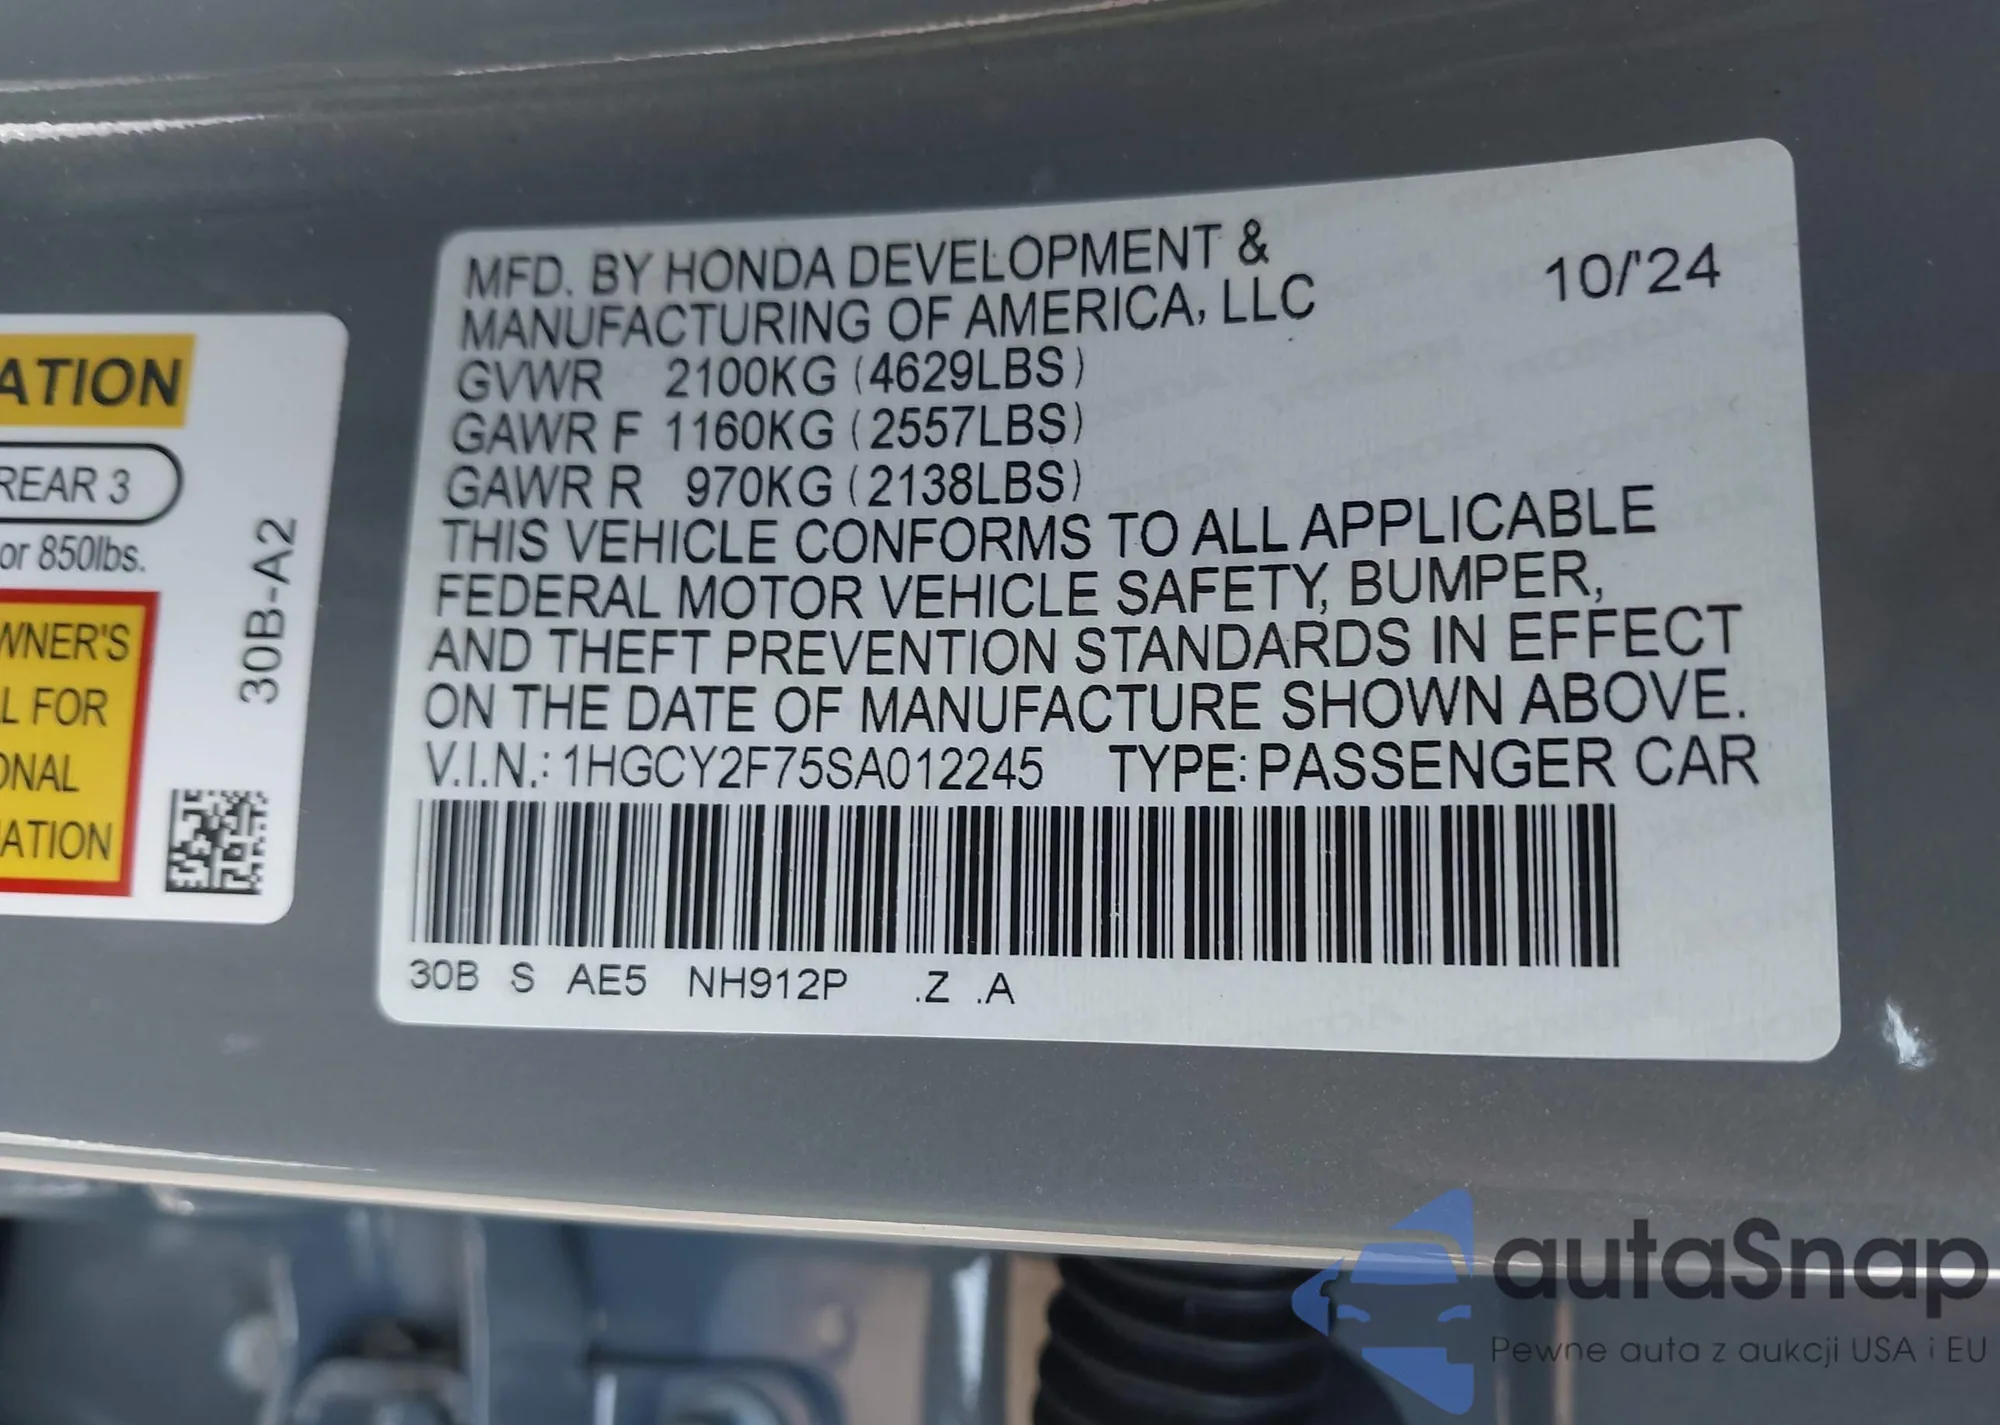 ATION
REAR 3
or 850lbs.
WNER'S
L FOR
ONAL
ATION
30B-A2
MFD. BY HONDA DEVELOPMENT &
MANUFACTURING OF AMERICA, LLC
10/'24
GVWR 2100KG (4629LBS)
GAWR F 1160KG (2557LBS)
GAWR R 970KG (2138LBS)
THIS VEHICLE CONFORMS TO ALL APPLICABLE
FEDERAL MOTOR VEHICLE SAFETY, BUMPER,
AND THEFT PREVENTION STANDARDS IN EFFECT
ON THE DATE OF MANUFACTURE SHOWN ABOVE.
V.I.N.: 1HGCY2F75SA012245 TYPE: PASSENGER CAR
30B S AE5 NH912P .Z .A
autaSnap
Pewne auta z aukcji USA i EU